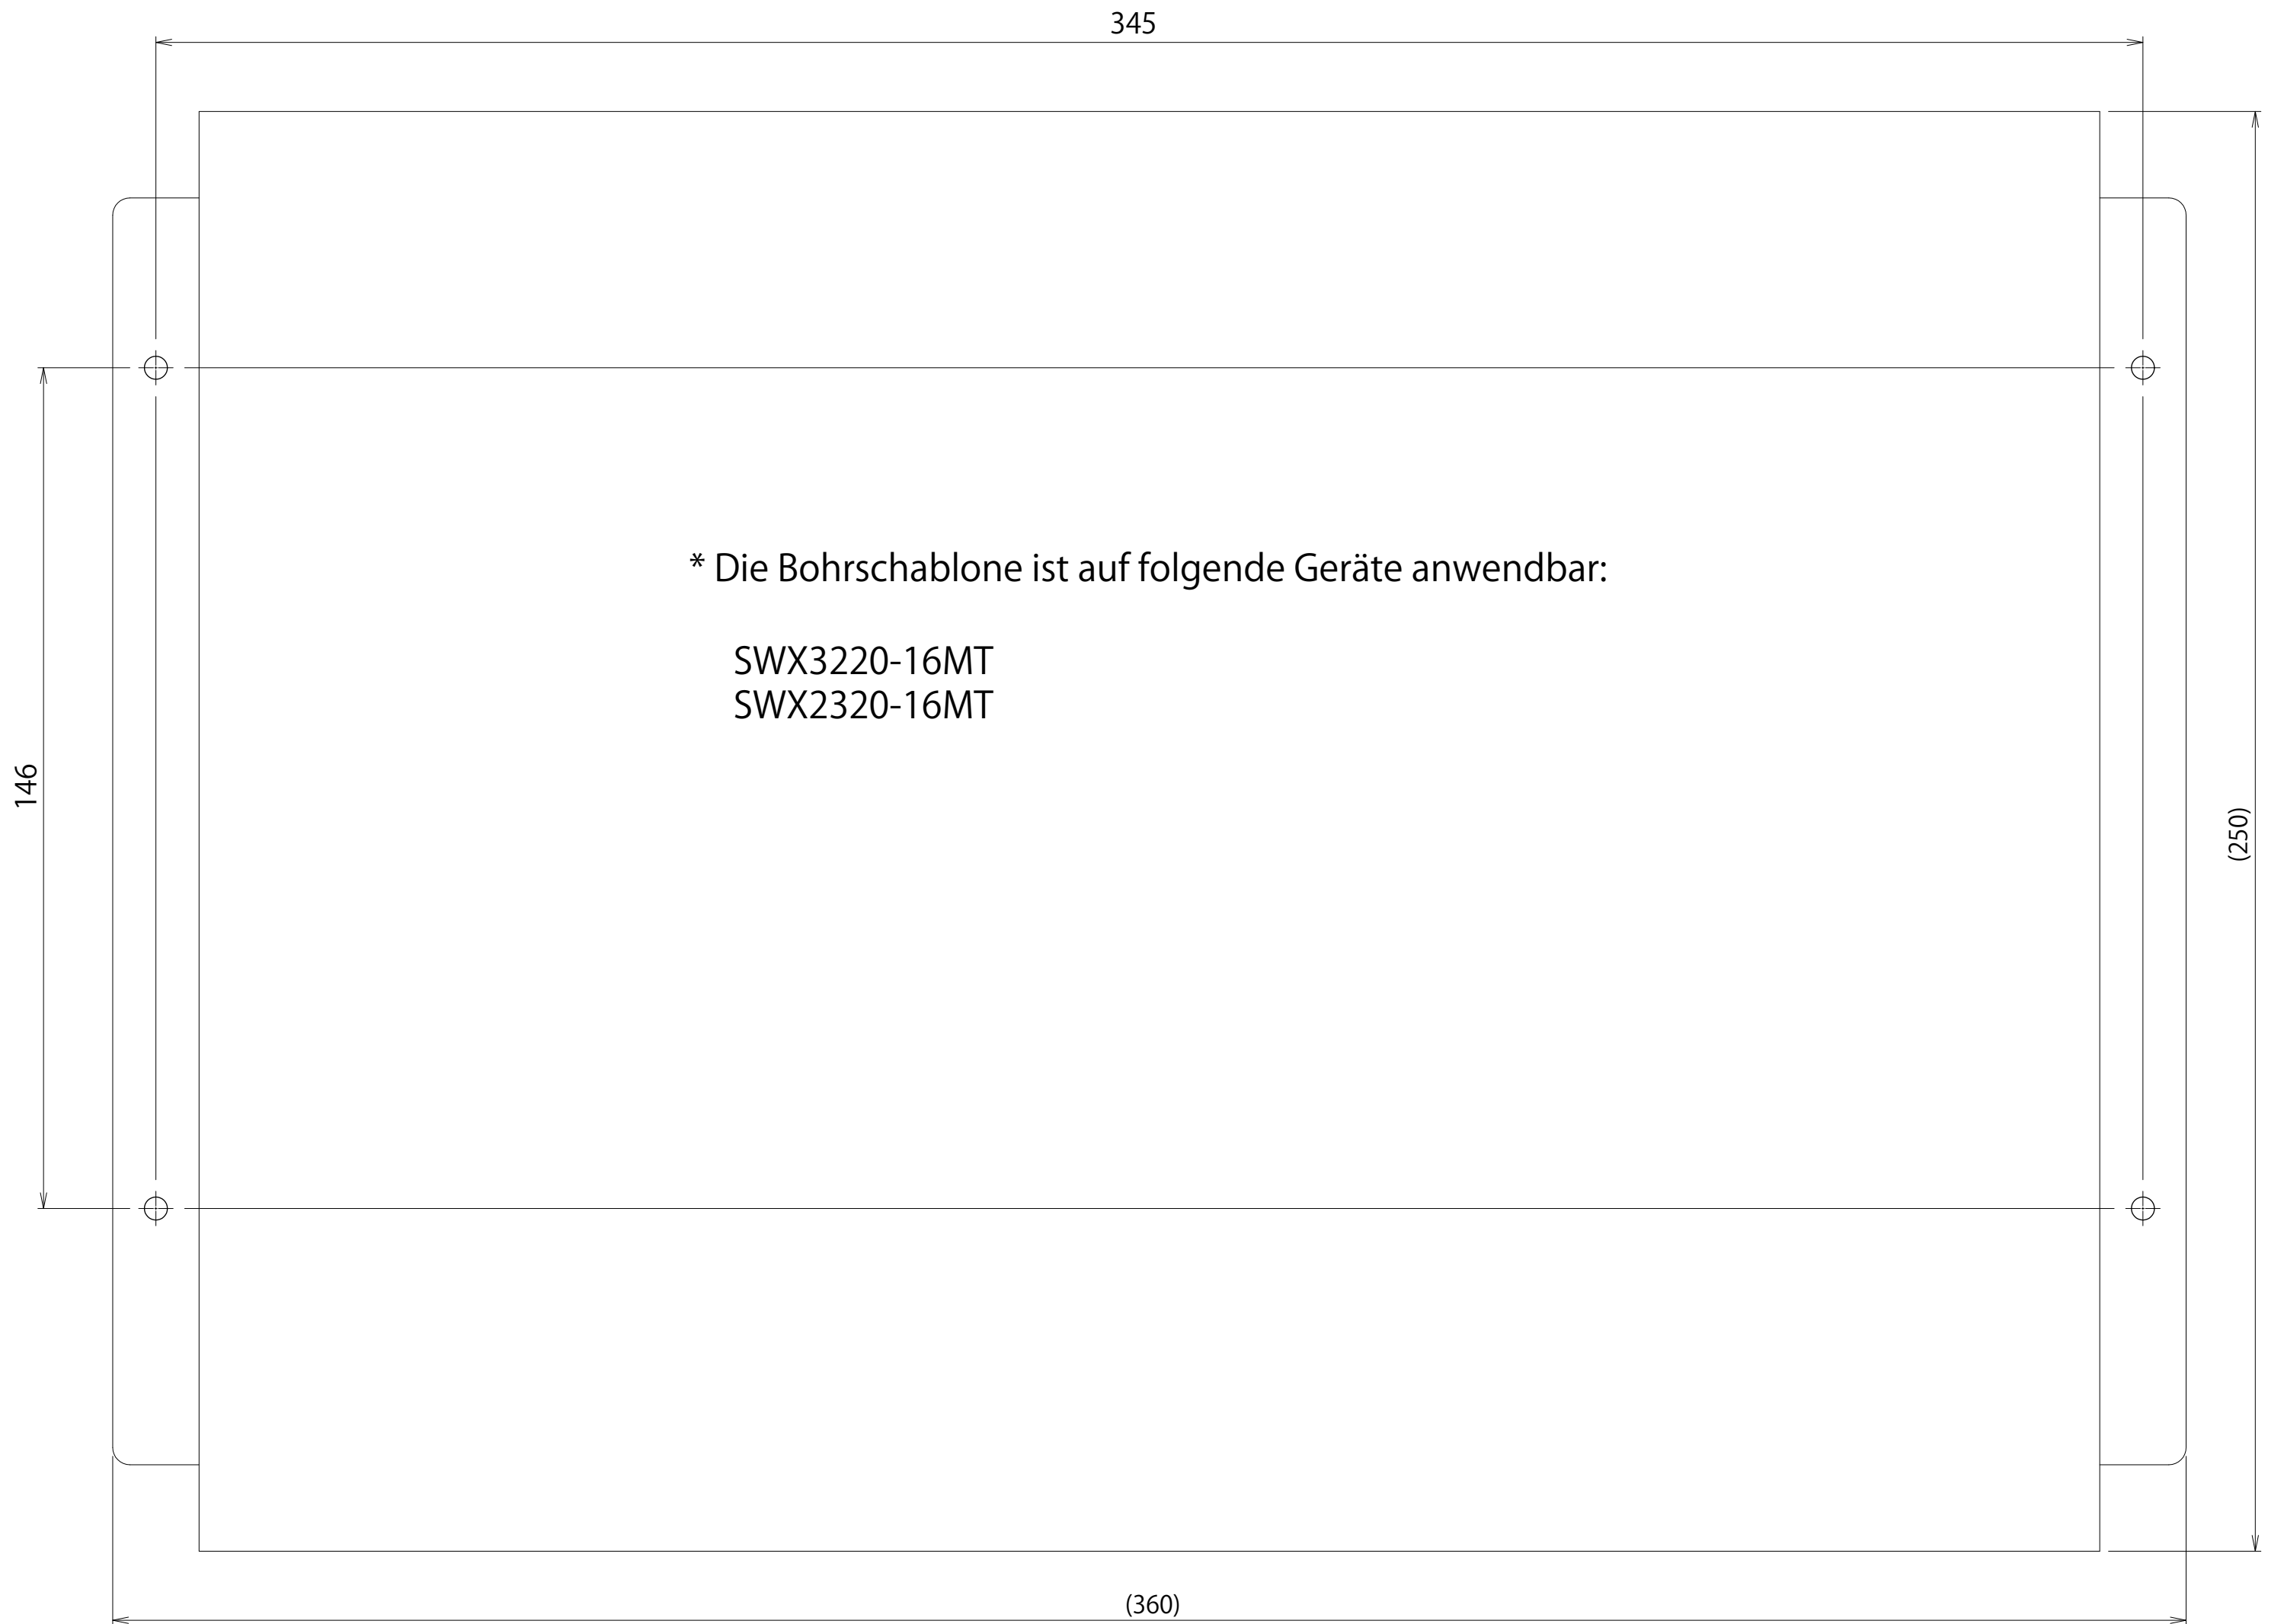 345
* Die Bohrschablone ist auf folgende Geräte anwendbar:
SWX3220-16MT
SWX2320-16MT
146
(250)
(360)